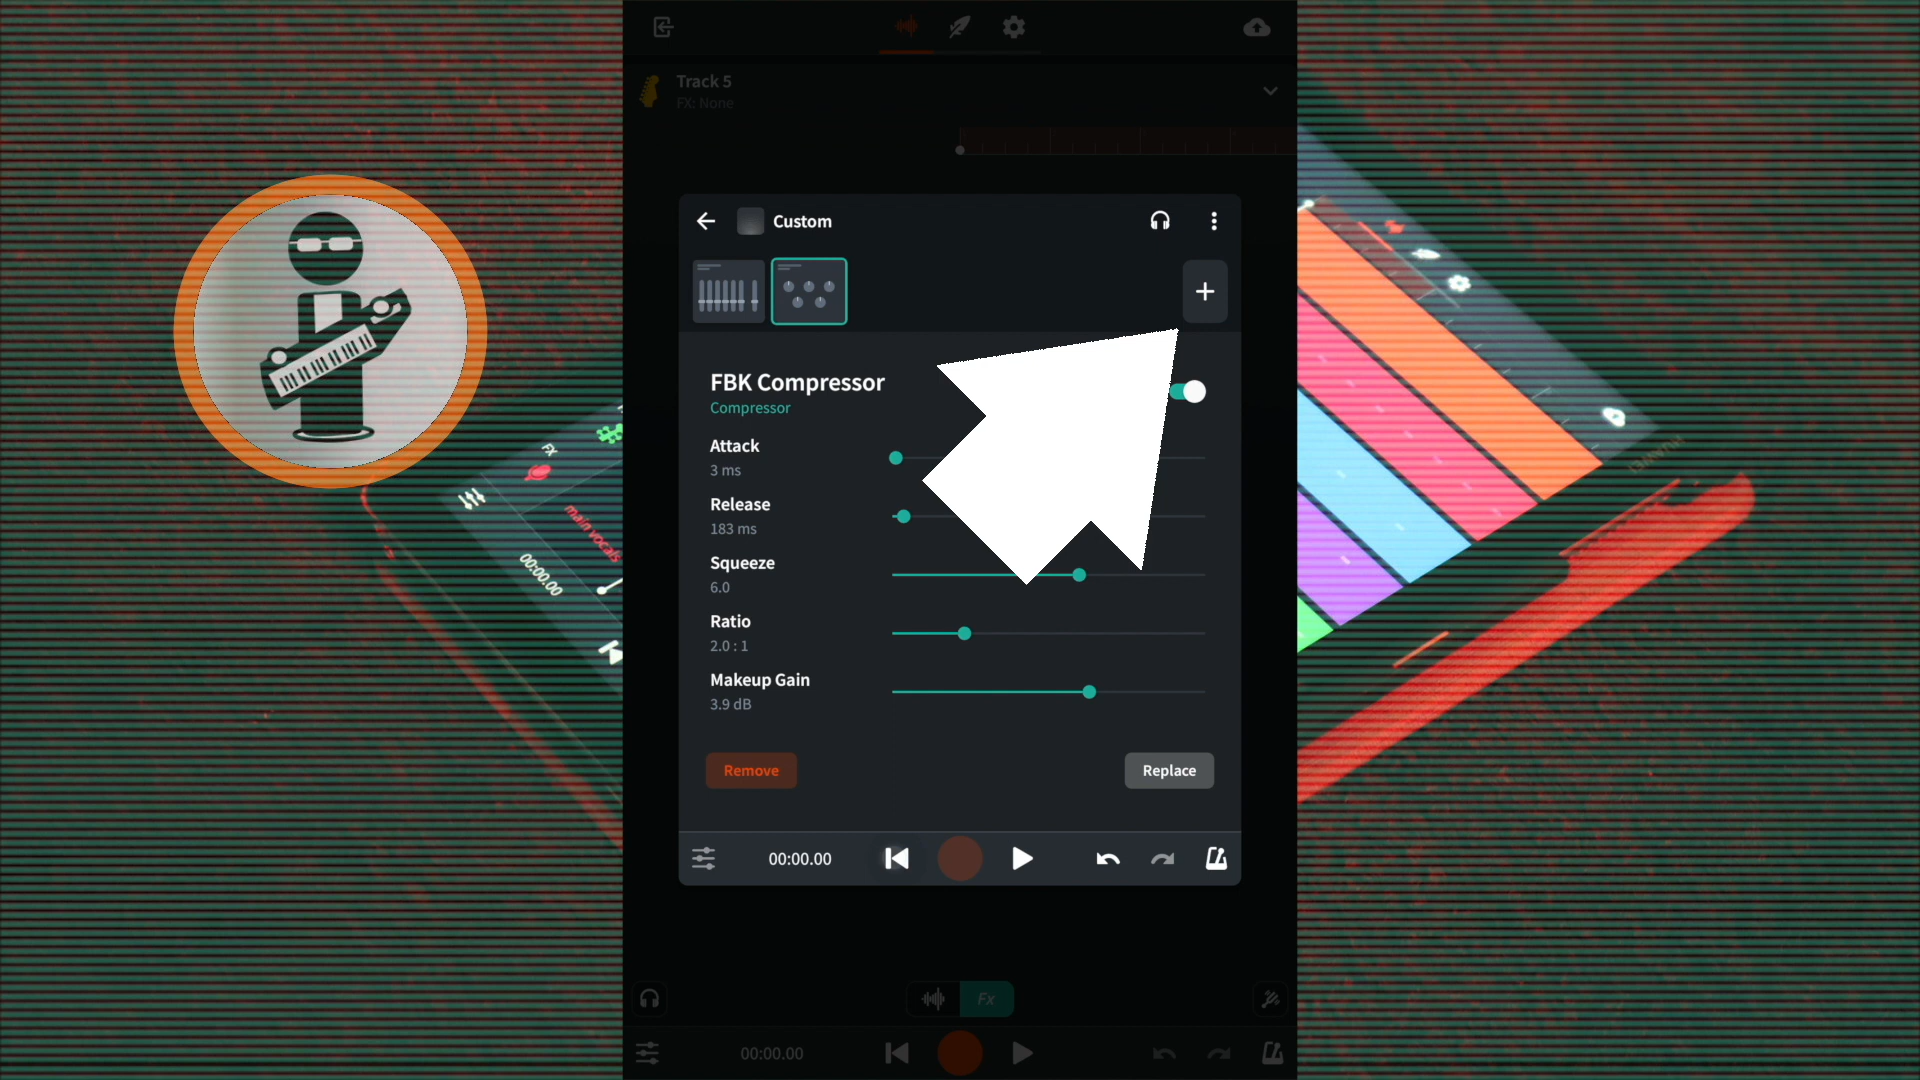 Track 5
FX: None
Custom
FBK Compressor
Compressor
Attack
3 ms
Release
183 ms
Squeeze
6.0
Ratio
2.0 : 1
Makeup Gain
3.9 dB
Remove
Replace
00:00.00
Fx
00:00.00
FX
main vocals
00:00.00
HUAWEI